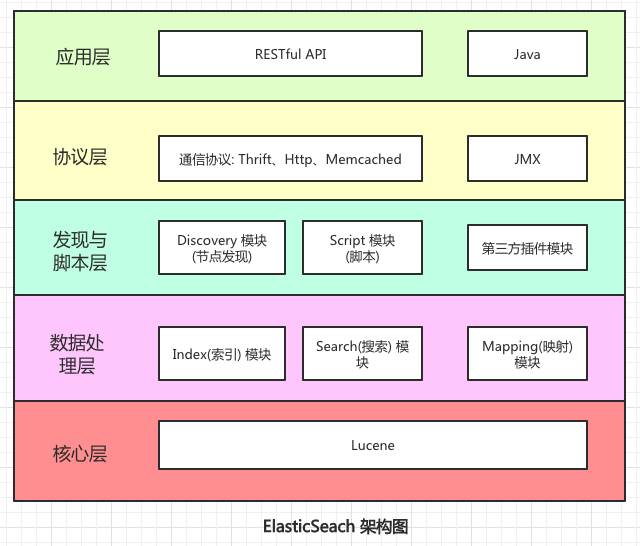 应用层
RESTful API
Java
协议层
通信协议: Thrift、Http、Memcached
JMX
发现与
脚本层
Discovery 模块
(节点发现)
Script 模块
(脚本)
第三方插件模块
数据处
理层
Index(索引) 模块
Search(搜索) 模
块
Mapping(映射)
模块
核心层
Lucene
ElasticSeach 架构图